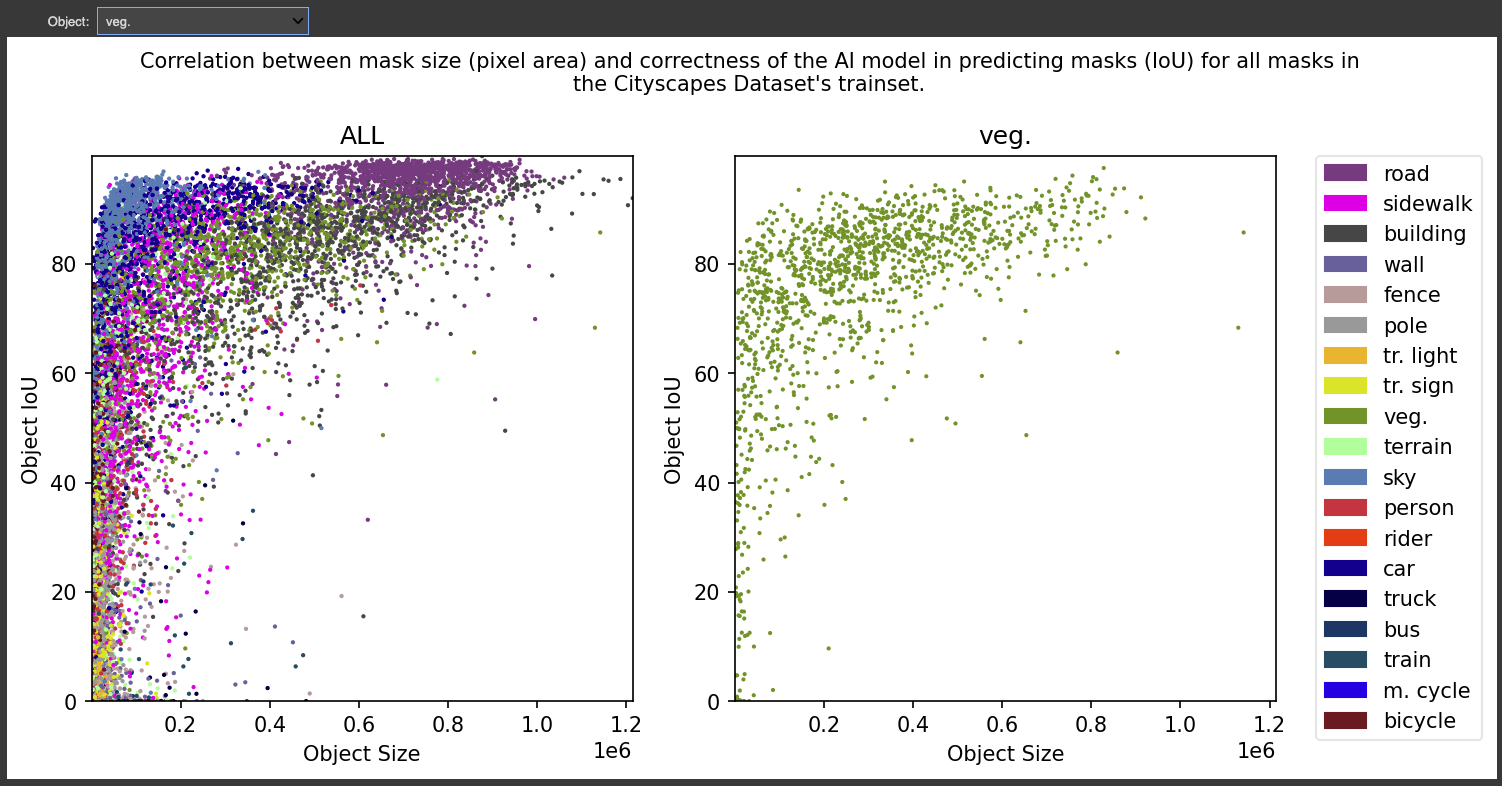 Object: veg.
Correlation between mask size (pixel area) and correctness of the AI model in predicting masks (IoU) for all masks in
the Cityscapes Dataset's trainset.
ALL
Object IoU
80
60
40
20
0
0.2 0.4 0.6 0.8 1.0 1.2
1e6
Object Size
veg.
Object IoU
80
60
40
20
0
0.2 0.4 0.6 0.8 1.0 1.2
1e6
Object Size
road
sidewalk
building
wall
fence
pole
tr. light
tr. sign
veg.
terrain
sky
person
rider
car
truck
bus
train
m. cycle
bicycle